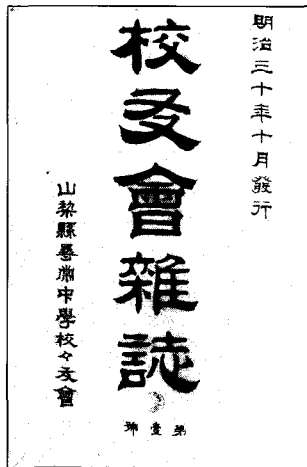 明治三十年十月發行
校友會雜誌
第壹號
山梨縣尋常中學校々友會